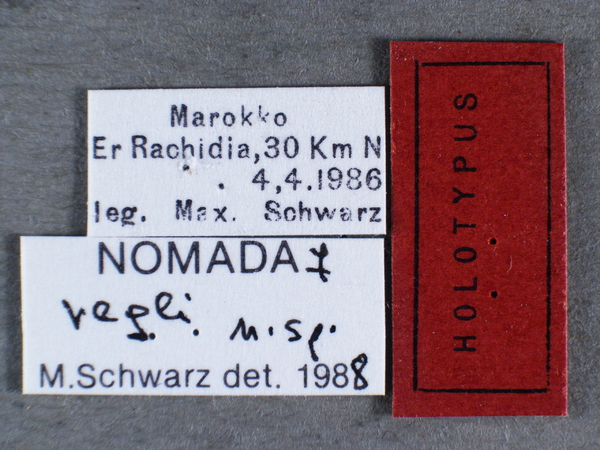 Marokko
Er Rachidia, 30 Km N
4,4.1986
leg. Max. Schwarz
NOMADA
vegli n.sp.
M.Schwarz det. 1988
HOLOTYPUS